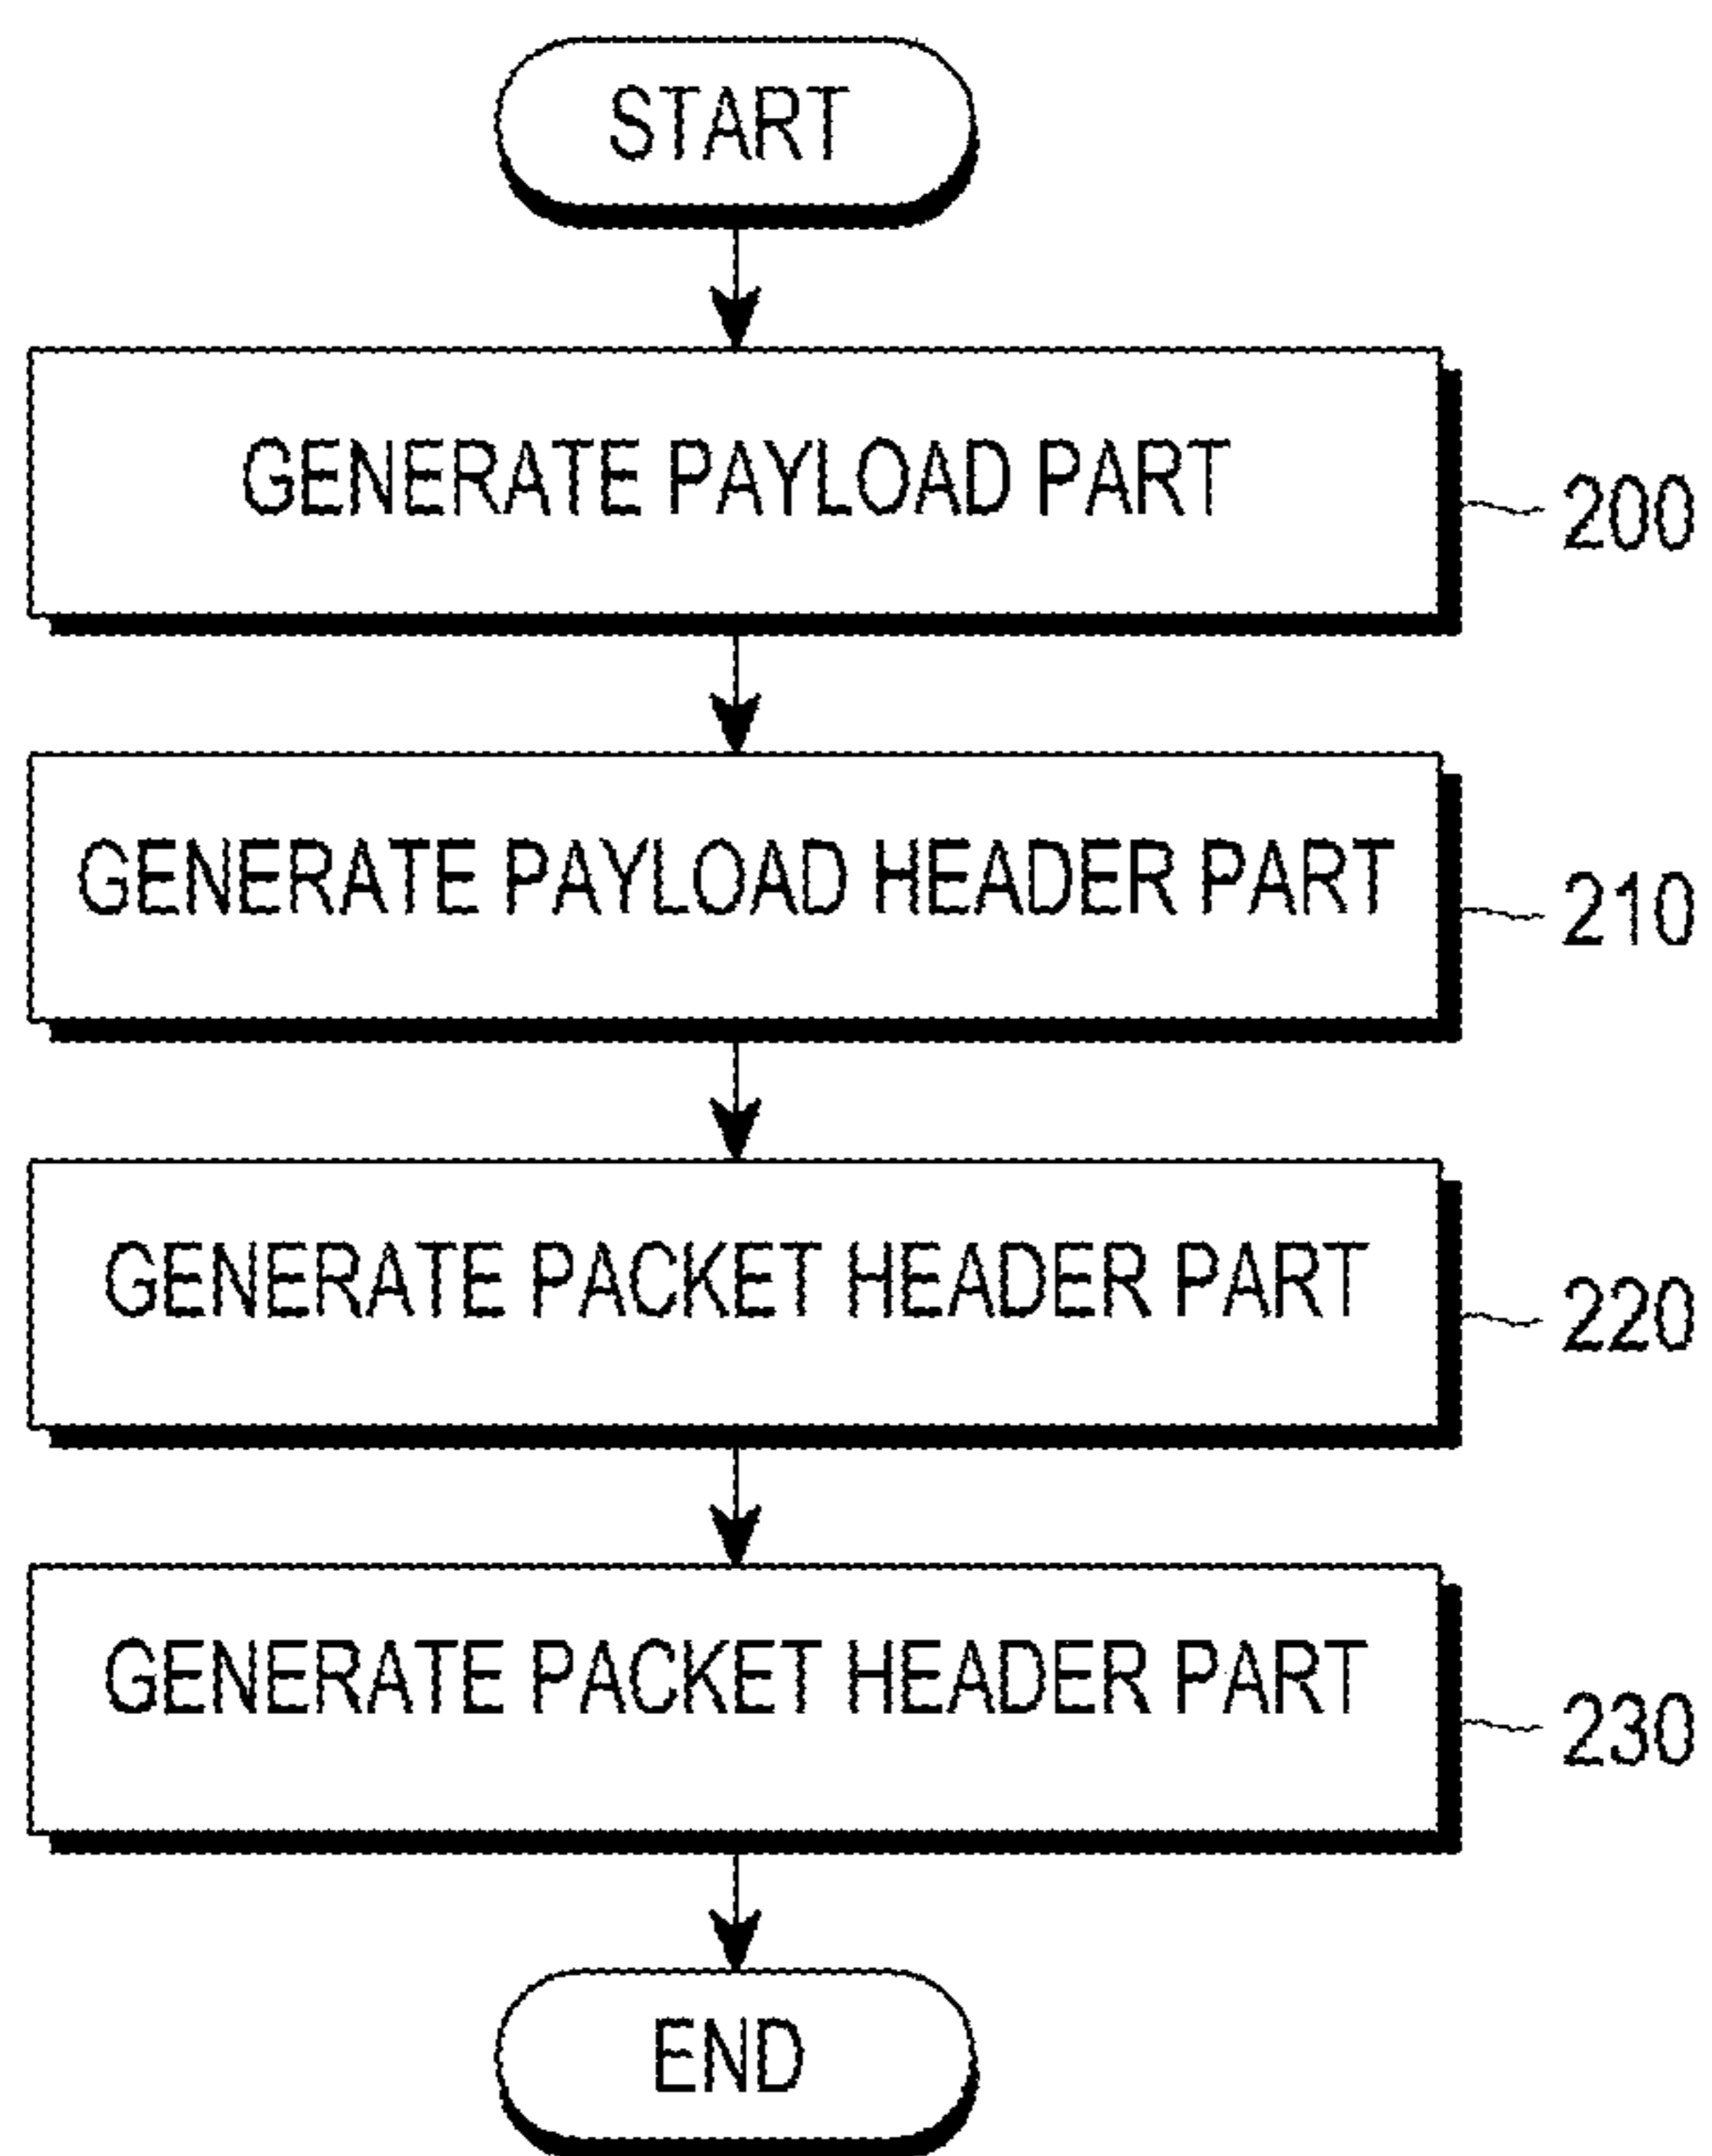 START
GENERATE PAYLOAD PART
200
GENERATE PAYLOAD HEADER PART
210
GENERATE PACKET HEADER PART
220
GENERATE PACKET HEADER PART
230
END